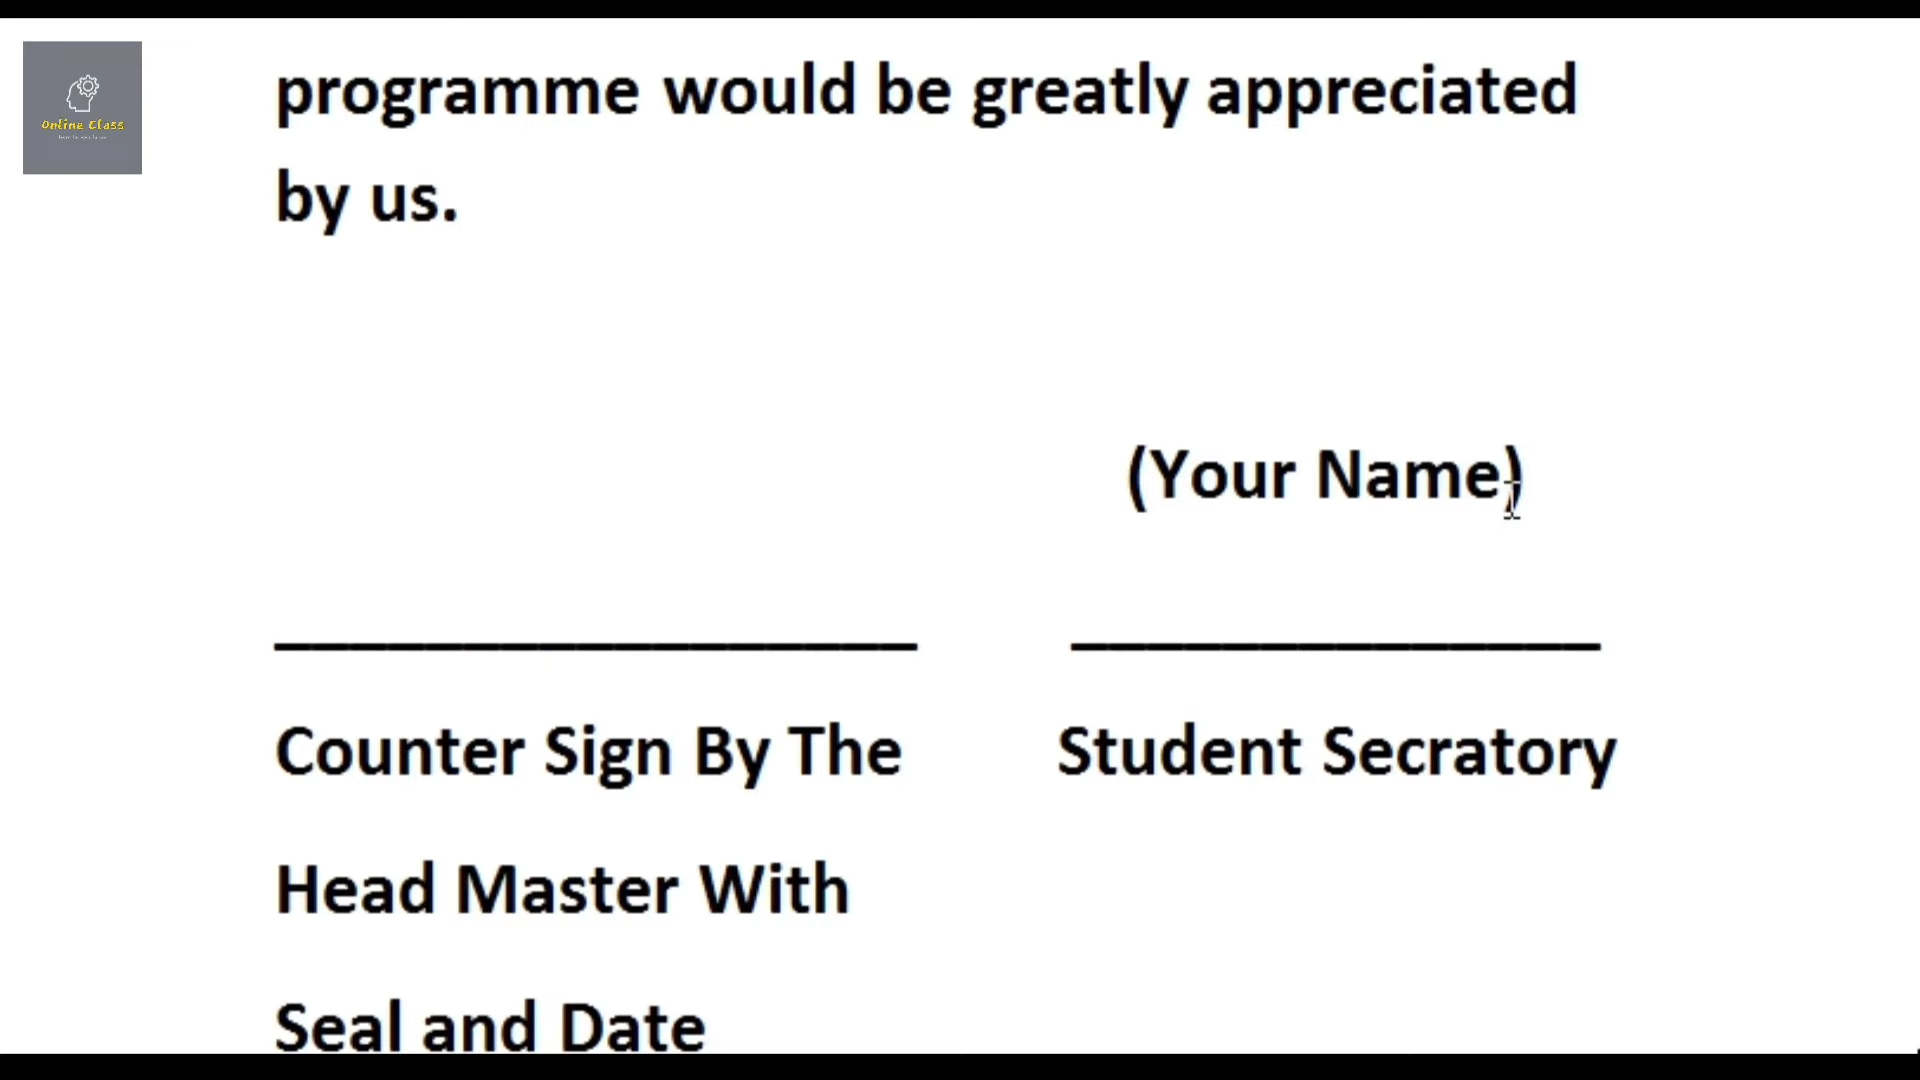 Online Class
programme would be greatly appreciated
by us.
(Your Name)
Counter Sign By The
Student Secratory
Head Master With
Seal and Date